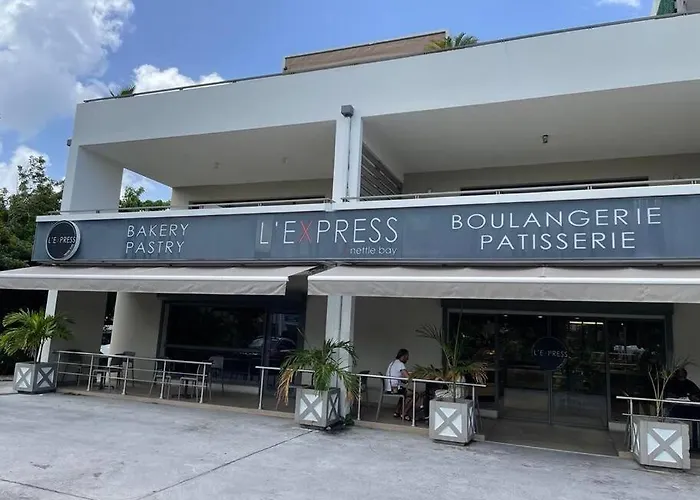 L'EXPRESS
BAKERY
PASTRY
L'EXPRESS
nettle bay
BOULANGERIE
PATISSERIE
L'EXPRESS